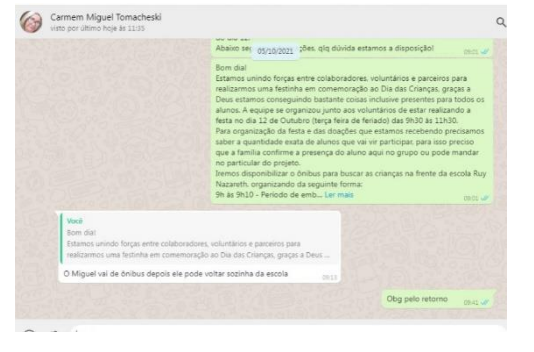 Carmem Miguel Tomacheski
visto por último hoje às 11:35
Abaixo ções, qlq dúvida estamos a disposição! 09:01
05/10/2021
Bom dia!
Estamos unindo forças entre colaboradores, voluntários e parceiros para
realizarmos uma festinha em comemoração ao Dia das Crianças, graças a
Deus estamos conseguindo bastante coisas inclusive presentes para todos os
alunos. A equipe se organizou junto aos voluntários de estar realizando a
festa no dia 12 de Outubro (terça feira de feriado) das 9h30 às 11h30.
Para organização da festa e das doações que estamos recebendo precisamos
saber a quantidade exata de alunos que vai vir participar, para isso preciso
que a família confirme a presença do aluno aqui no grupo ou pode mandar
no particular do projeto.
Iremos disponibilizar o ônibus para buscar as crianças na frente da escola Ruy
Nazareth, organizando da seguinte forma:
9h às 9h10 - Periodo de emb... Ler mais
Você
Bom dia!
Estamos unindo forças entre colaboradores, voluntários e parceiros para
realizarmos uma festinha em comemoração ao Dia das Crianças, graças a Deus ...
O Miguel vai de ônibus depois ele pode voltar sozinha da escola 09:13
Obg pelo retorno 09:41